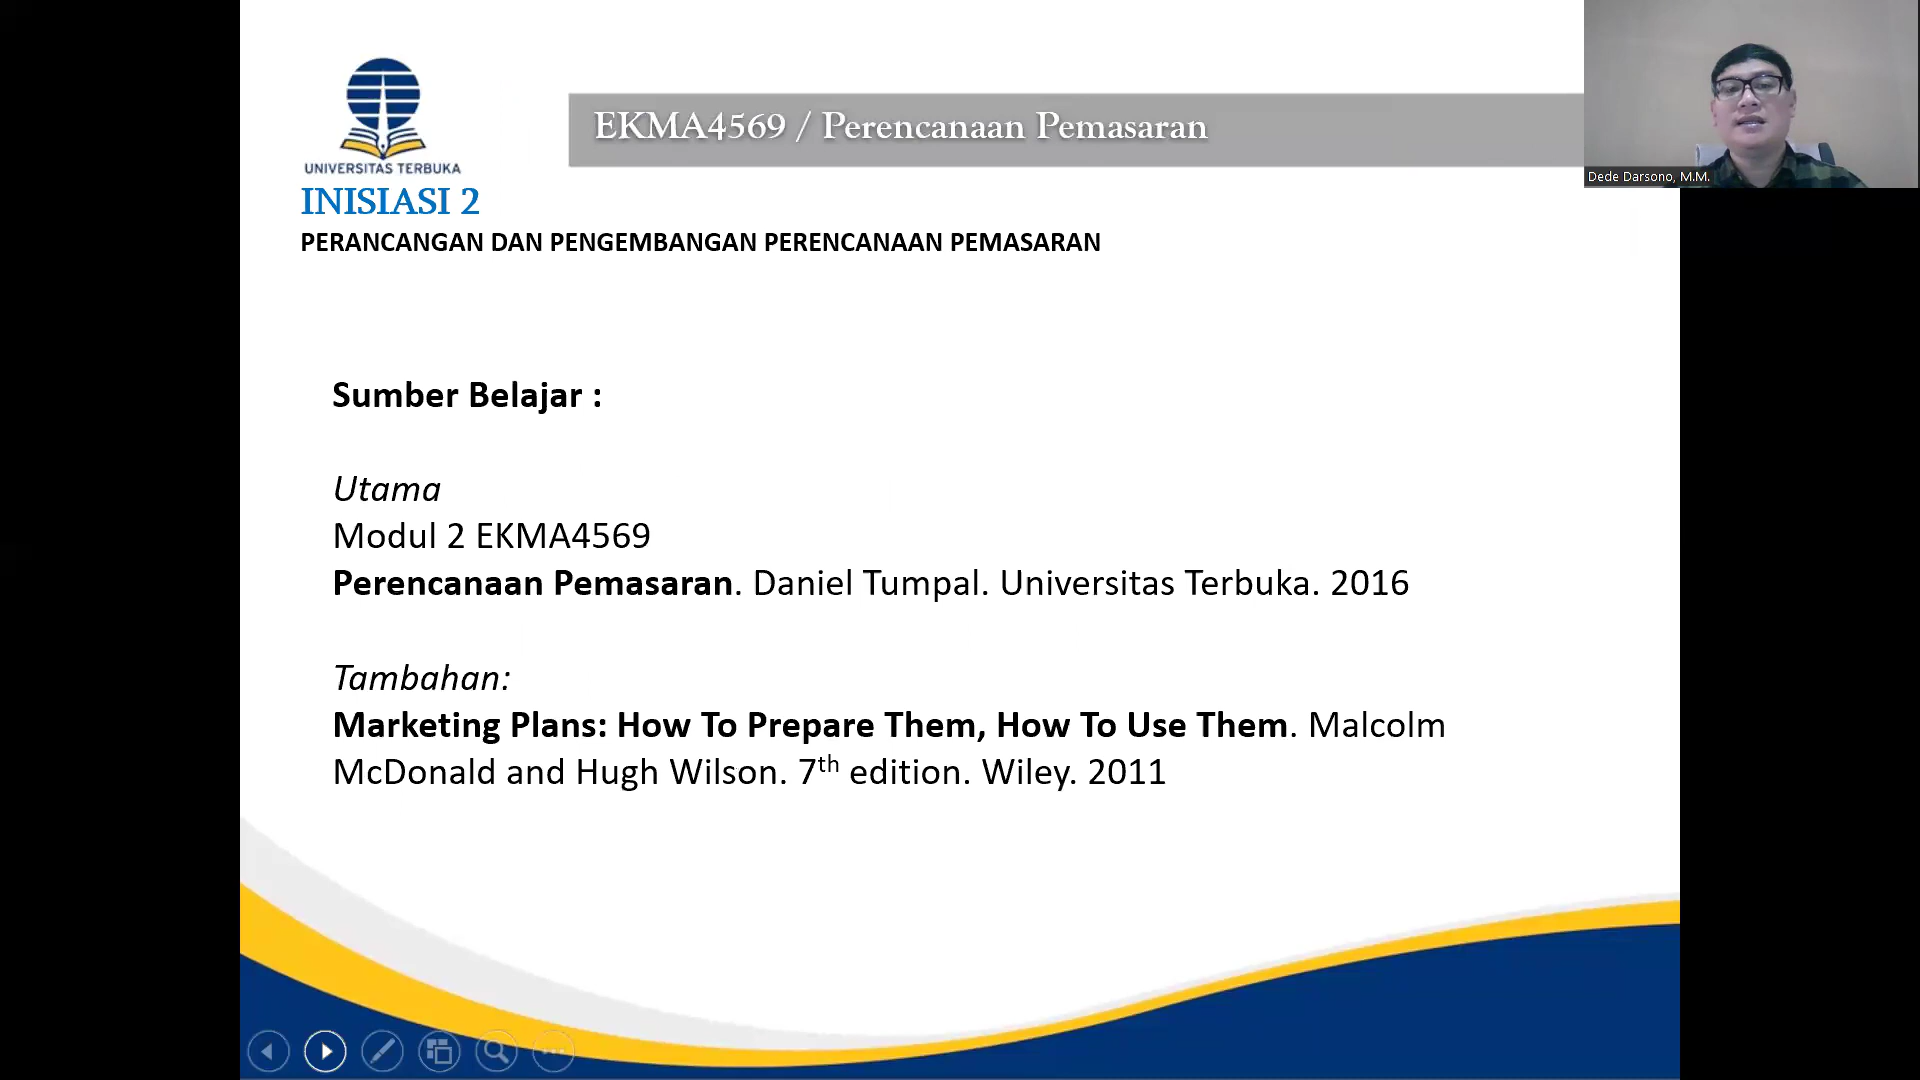 UNIVERSITAS TERBUKA
EKMA4569 / Perencanaan Pemasaran
Dede Darsono, M.M.
INISIASI 2
PERANCANGAN DAN PENGEMBANGAN PERENCANAAN PEMASARAN
Sumber Belajar :
Utama
Modul 2 EKMA4569
Perencanaan Pemasaran. Daniel Tumpal. Universitas Terbuka. 2016
Tambahan:
Marketing Plans: How To Prepare Them, How To Use Them. Malcolm
McDonald and Hugh Wilson. 7th edition. Wiley. 2011